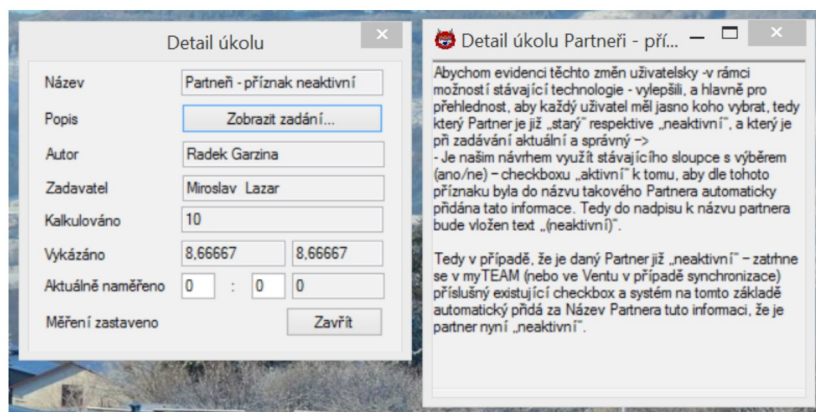 Detail úkolu
Název Partneři - příznak neaktivní
Popis Zobrazit zadání...
Autor Radek Garzina
Zadavatel Miroslav Lazar
Kalkulováno 10
Vykázáno 8,66667 8,66667
Aktuálně naměřeno 0 : 0 0
Měření zastaveno Zavřít
Detail úkolu Partneři - pří...
Abychom evidenci těchto změn uživatelsky -v rámci
možností stávající technologie - vylepšili, a hlavně pro
přehlednost, aby každý uživatel měl jasno koho vybrat, tedy
který Partner je již „starý" respektive „neaktivní", a který je
při zadávání aktuální a správný –>
- Je našim návrhem využít stávajícího sloupce s výběrem
(ano/ne) – checkboxu „aktivní" k tomu, aby dle tohoto
příznaku byla do názvu takového Partnera automaticky
přidána tato informace. Tedy do nadpisu k názvu partnera
bude vložen text „(neaktivní)".
Tedy v případě, že je daný Partner již „neaktivní" – zatrhne
se v myTEAM (nebo ve Ventu v případě synchronizace)
příslušný existující checkbox a systém na tomto základě
automatický přidá za Název Partnera tuto informaci, že je
partner nyní „neaktivní".